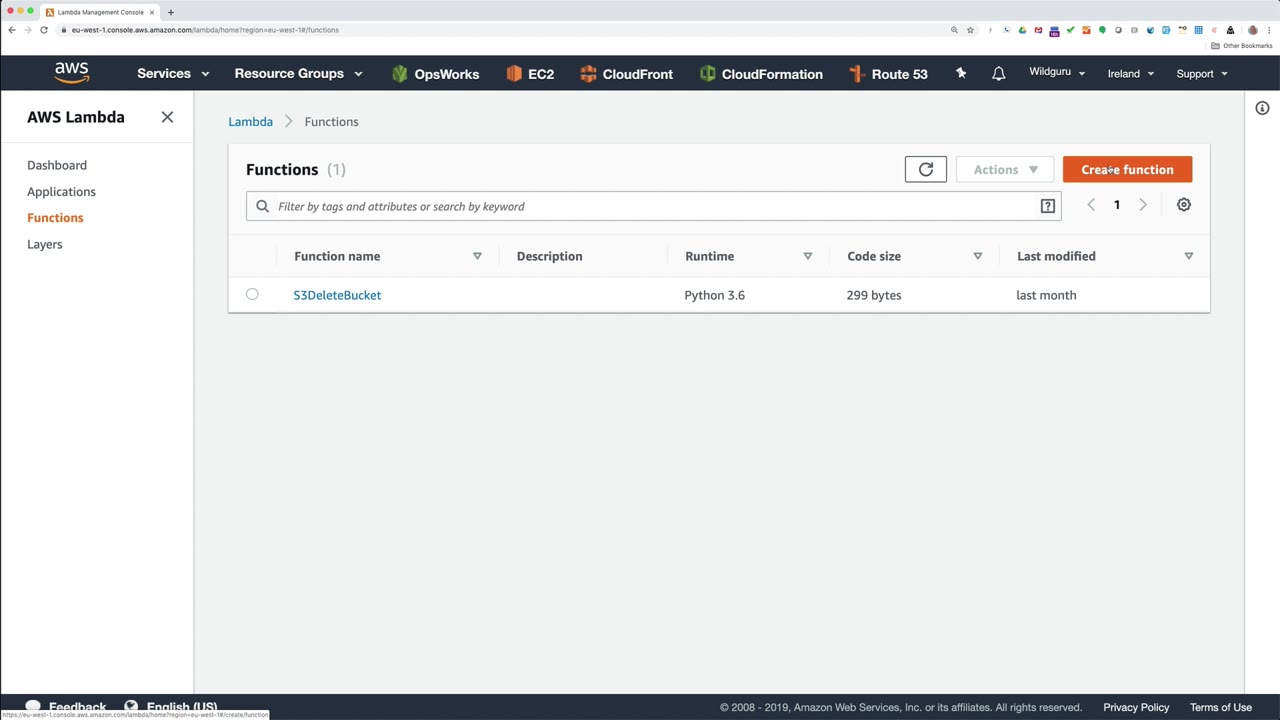 Lambda Management Console
eu-west-1.console.aws.amazon.com/lambda/home?region=eu-west-1#/functions
Other Bookmarks
aws
Services
Resource Groups
OpsWorks
EC2
CloudFront
CloudFormation
Route 53
Wildguru
Ireland
Support
AWS Lambda
Dashboard
Applications
Functions
Layers
Lambda > Functions
Functions (1)
Actions
Create function
Filter by tags and attributes or search by keyword
1
Function name Description Runtime Code size Last modified
S3DeleteBucket Python 3.6 299 bytes last month
Feedback English (US)
© 2008 - 2019, Amazon Web Services, Inc. or its affiliates. All rights reserved. Privacy Policy Terms of Use
https://eu-west-1.console.aws.amazon.com/lambda/home?region=eu-west-1#/create/function